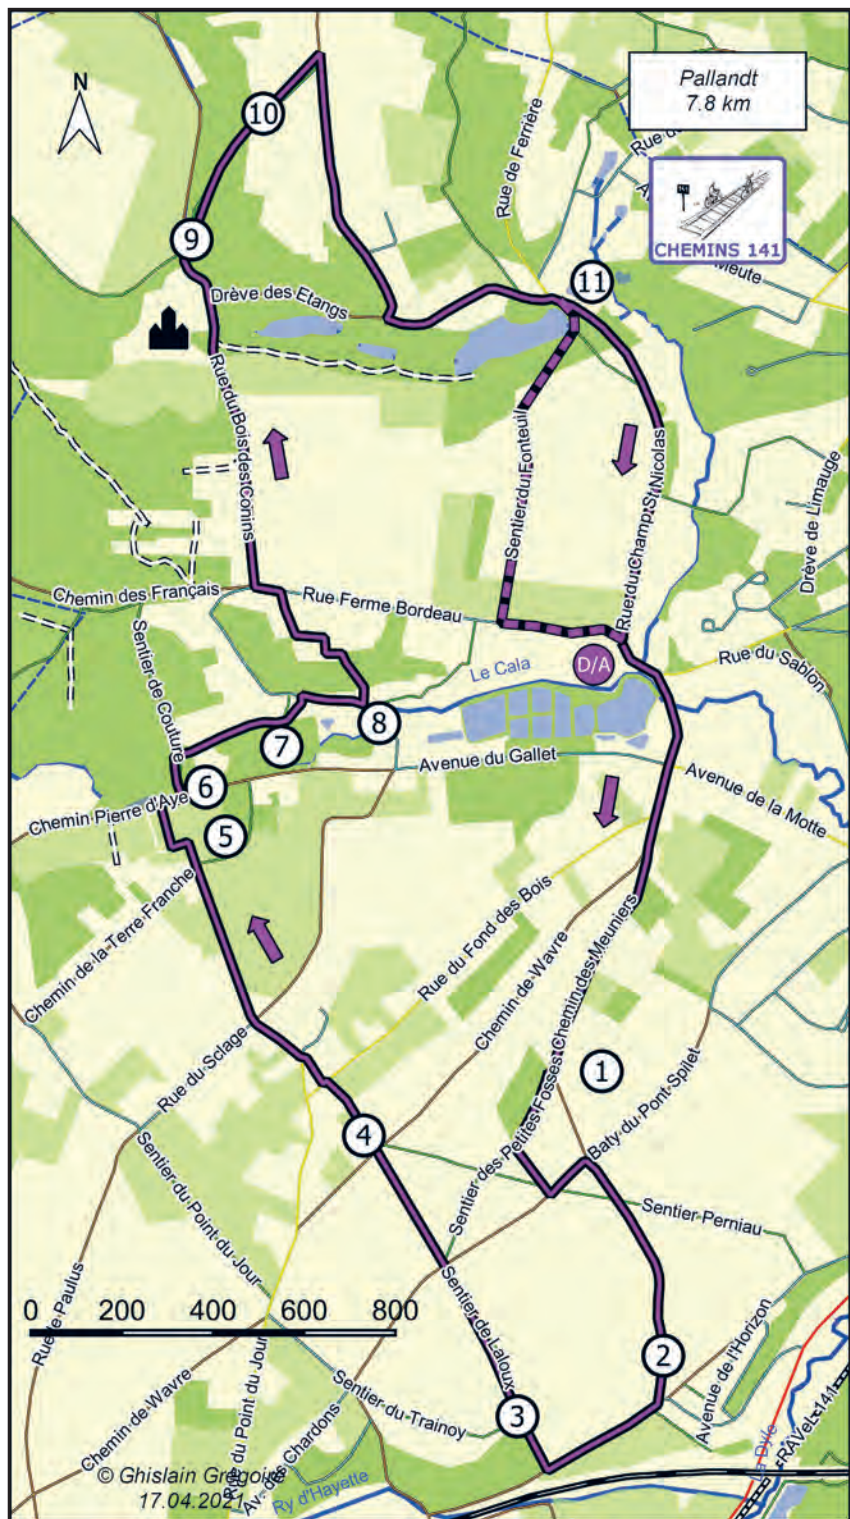 N
Pallandt
7.8 km
CHEMINS 141
10
Rue de Ferrière
Rue du
Meute
9
11
Drève des Etangs
Rue du Bois des Conins
Sentier du Fonteuil
Rue du Champ St Nicolas
Drève de Limauge
Chemin des Français
Rue Ferme Bordeau
Sentier de Couture
Le Cala
D/A
Rue du Sablon
8
7
Avenue du Gallet
6
Chemin Pierre d'Aye
Avenue de la Motte
5
Chemin de la Terre Franche
Rue du Fond des Bois
Chemin de Wavre
Chemin des Meuniers
Rue du Sclage
1
Baty du Pont Spilet
4
Sentier des Petites Fosses
Sentier du Point du Jour
Sentier Perniau
0 200 400 600 800
Sentier de Laloux
Avenue de l'Horizon
2
Rue le Paulus
Chemin de Wavre
Rue du Point du Jour
Sentier du Trainoy
3
Av. des Chardons
La Dyle
RAVeL 141
© Ghislain Grégoire
17.04.2021
Ry d'Hayette